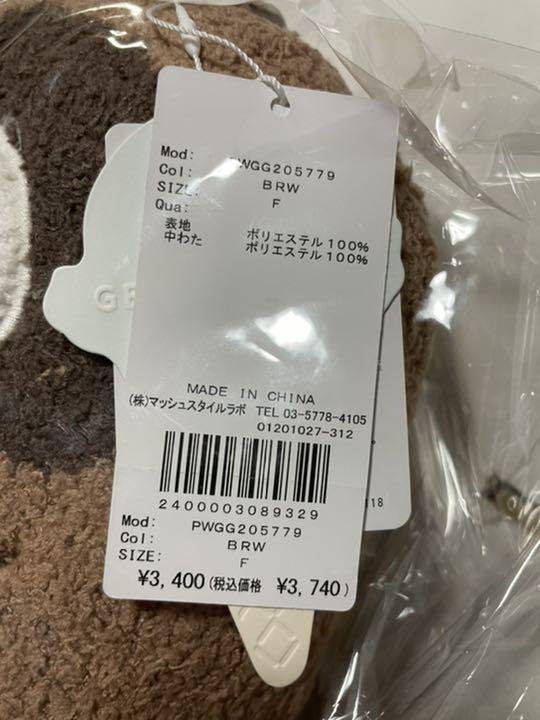 Mod: PWGG205779
Col: BRW
SIZE: F
Qua:
表地 ポリエステル100%
中わた ポリエステル100%
GE
MADE IN CHINA
(株)マッシュスタイルラボ TEL 03-5778-4105
01201027-312
2400003089329
118
Mod: PWGG205779
Col: BRW
SIZE: F
¥3,400(税込価格 ¥3,740)